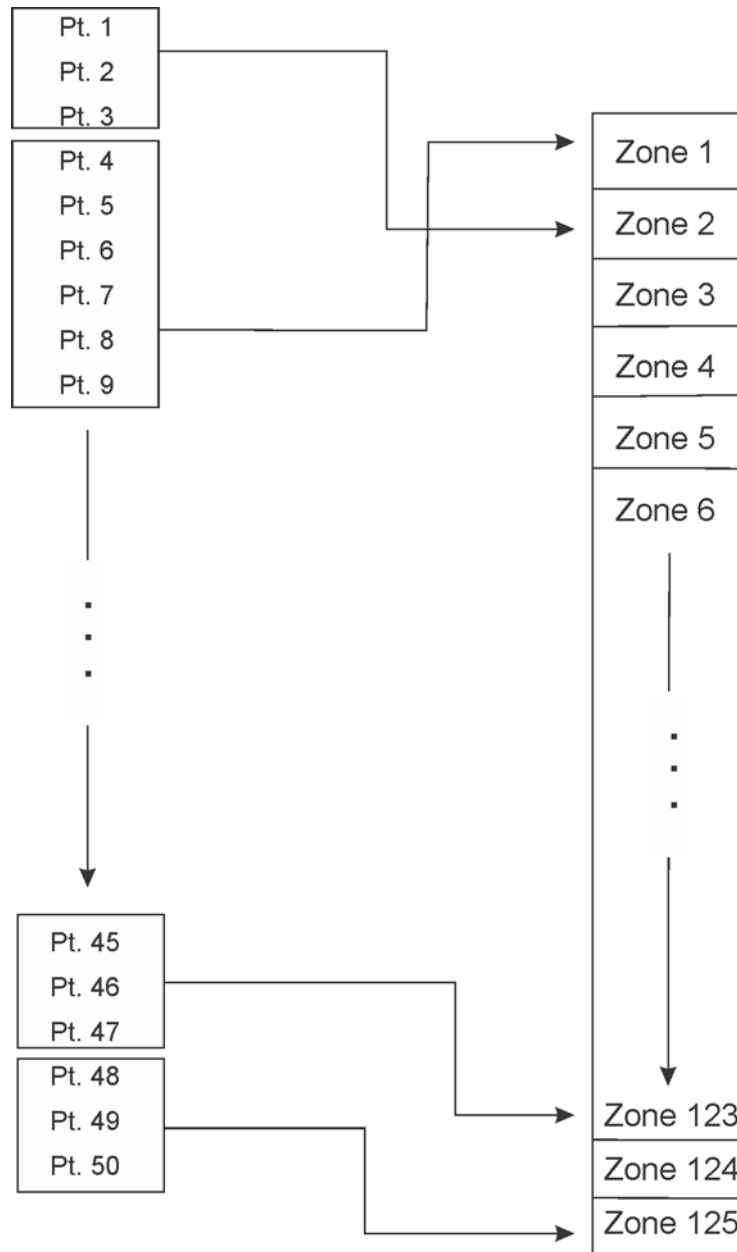 Pt. 1
Pt. 2
Pt. 3
Pt. 4
Pt. 5
Pt. 6
Pt. 7
Pt. 8
Pt. 9
Pt. 45
Pt. 46
Pt. 47
Pt. 48
Pt. 49
Pt. 50
Zone 1
Zone 2
Zone 3
Zone 4
Zone 5
Zone 6
Zone 123
Zone 124
Zone 125